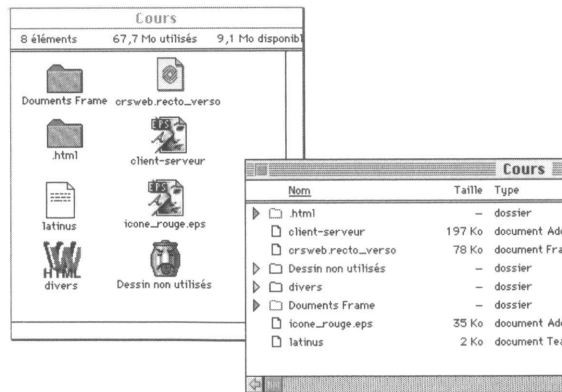 Cours
8 éléments 67,7 Mo utilisés 9,1 Mo disponibl
Douments Frame crsweb.recto_verso
.html
EPS
client-serveur
latinus
EPS
icone_rouge.eps
HTML
divers
Dessin non utilisés
Cours
Nom Taille Type
.html – dossier
client-serveur 197 Ko document Ado
crsweb.recto_verso 78 Ko document Fra
Dessin non utilisés – dossier
divers – dossier
Douments Frame – dossier
icone_rouge.eps 35 Ko document Ado
latinus 2 Ko document Tea